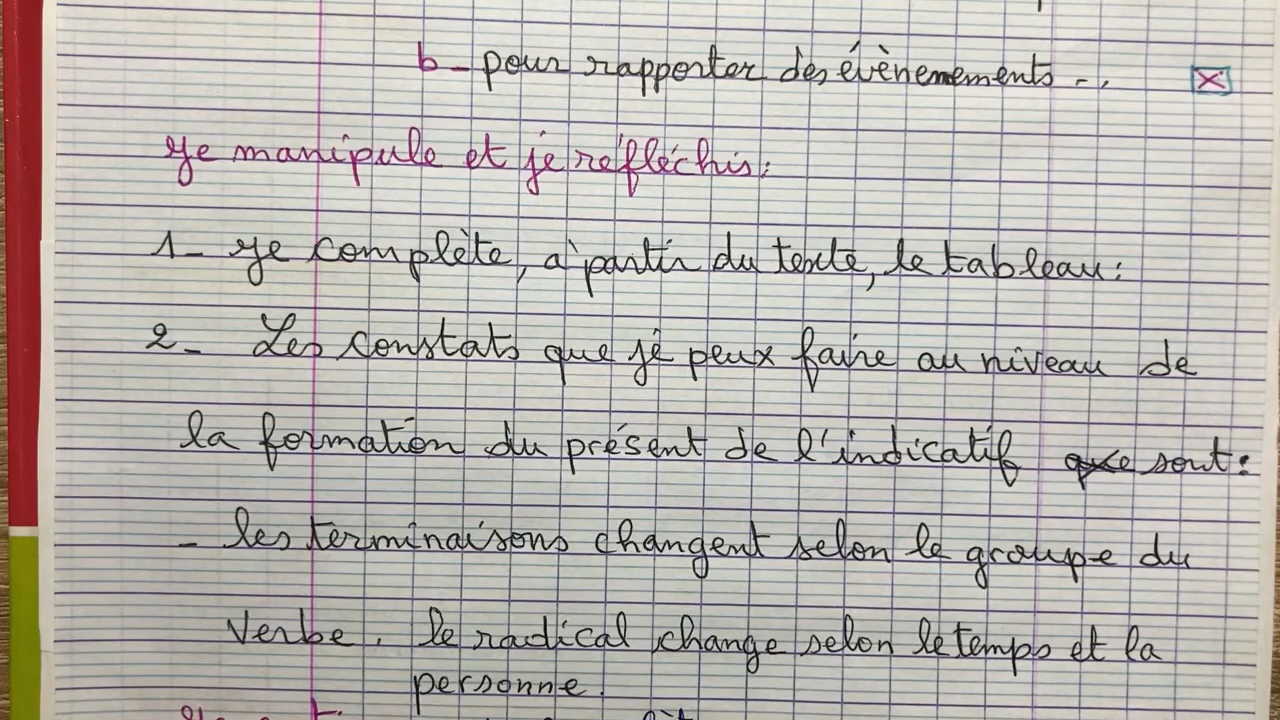 b - pour rapporter des évènemements - . ☒
Je manipule et je réfléchis :
1 - Je complète, à partir du texte, le tableau :
2 - Les constats que je peux faire au niveau de
la formation du présent de l'indicatif que sont :
- les terminaisons changent selon le groupe du
verbe . le radical change selon le temps et la
personne .